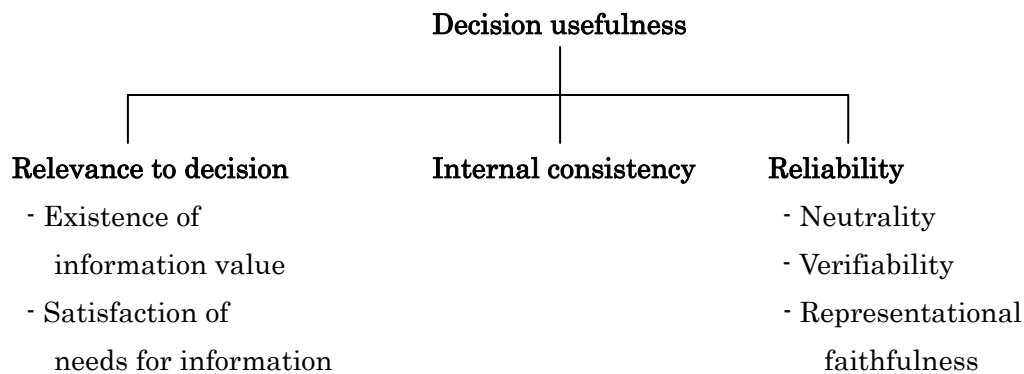 Decision usefulness
Relevance to decision
- Existence of
information value
- Satisfaction of
needs for information
Internal consistency
Reliability
- Neutrality
- Verifiability
- Representational
faithfulness